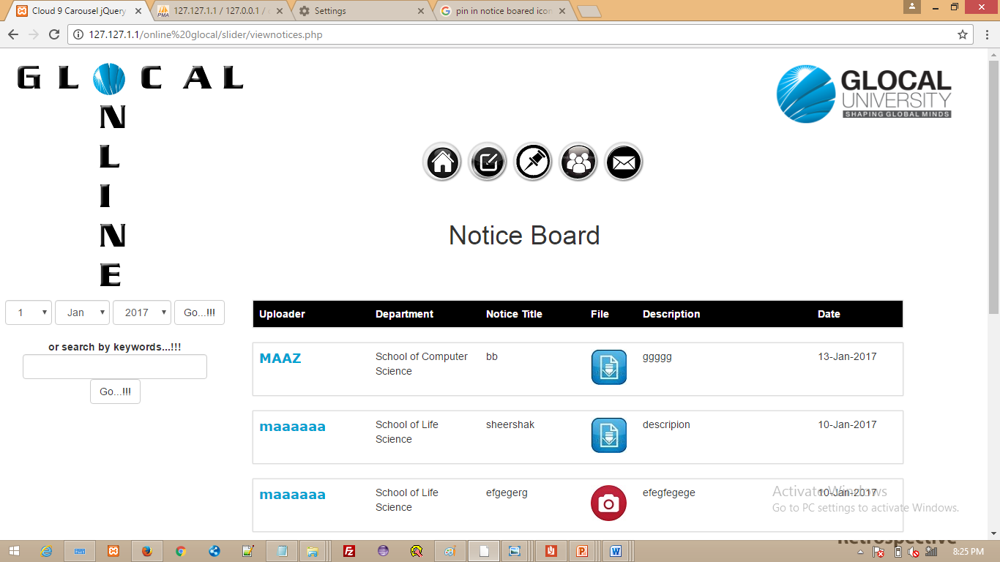 Cloud 9 Carousel jQuery
127.127.1.1 / 127.0.0.1 /
Settings
pin in notice boared icon
127.127.1.1/online%20glocal/slider/viewnotices.php
GLOCAL
NLINE
GLOCAL
UNIVERSITY
SHAPING GLOBAL MINDS
Notice Board
1 Jan 2017 Go...!!!
or search by keywords...!!!
Go...!!!
Uploader Department Notice Title File Description Date
MAAZ School of Computer bb ggggg 13-Jan-2017
Science
maaaaaa School of Life sheershak descripion 10-Jan-2017
Science
maaaaaa School of Life efgegerg efegfegege 10-Jan-2017
Science
Activate Windows
Go to PC settings to activate Windows.
Retrospective
8:25 PM